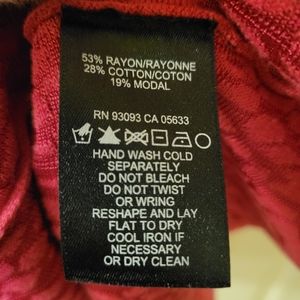 53% RAYON/RAYONNE
28% COTTON/COTON
19% MODAL
RN 93093 CA 05633
HAND WASH COLD
SEPARATELY
DO NOT BLEACH
DO NOT TWIST
OR WRING
RESHAPE AND LAY
FLAT TO DRY
COOL IRON IF
NECESSARY
OR DRY CLEAN